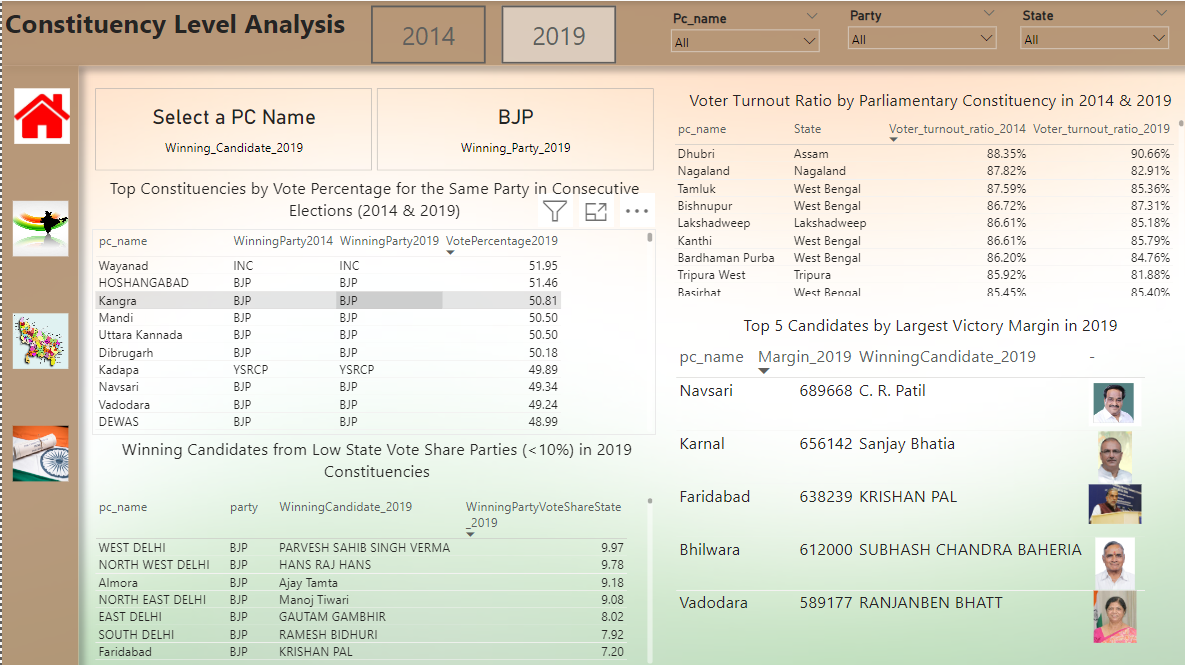 Constituency Level Analysis
2014
2019
Pc_name
All
Party
All
State
All
Select a PC Name
Winning_Candidate_2019
BJP
Winning_Party_2019
Top Constituencies by Vote Percentage for the Same Party in Consecutive
Elections (2014 & 2019)
pc_name WinningParty2014 WinningParty2019 VotePercentage2019
Wayanad INC INC 51.95
HOSHANGABAD BJP BJP 51.46
Kangra BJP BJP 50.81
Mandi BJP BJP 50.50
Uttara Kannada BJP BJP 50.50
Dibrugarh BJP BJP 50.18
Kadapa YSRCP YSRCP 49.89
Navsari BJP BJP 49.34
Vadodara BJP BJP 49.24
DEWAS BJP BJP 48.99
Winning Candidates from Low State Vote Share Parties (<10%) in 2019
Constituencies
pc_name party WinningCandidate_2019 WinningPartyVoteShareState
_2019
WEST DELHI BJP PARVESH SAHIB SINGH VERMA 9.97
NORTH WEST DELHI BJP HANS RAJ HANS 9.78
Almora BJP Ajay Tamta 9.18
NORTH EAST DELHI BJP Manoj Tiwari 9.08
EAST DELHI BJP GAUTAM GAMBHIR 8.02
SOUTH DELHI BJP RAMESH BIDHURI 7.92
Faridabad BJP KRISHAN PAL 7.20
Voter Turnout Ratio by Parliamentary Constituency in 2014 & 2019
pc_name State Voter_turnout_ratio_2014 Voter_turnout_ratio_2019
Dhubri Assam 88.35% 90.66%
Nagaland Nagaland 87.82% 82.91%
Tamluk West Bengal 87.59% 85.36%
Bishnupur West Bengal 86.72% 87.31%
Lakshadweep Lakshadweep 86.61% 85.18%
Kanthi West Bengal 86.61% 85.79%
Bardhaman Purba West Bengal 86.20% 84.76%
Tripura West Tripura 85.92% 81.88%
Basirhat West Bengal 85.45% 85.40%
Top 5 Candidates by Largest Victory Margin in 2019
pc_name Margin_2019 WinningCandidate_2019 -
Navsari 689668 C. R. Patil
Karnal 656142 Sanjay Bhatia
Faridabad 638239 KRISHAN PAL
Bhilwara 612000 SUBHASH CHANDRA BAHERIA
Vadodara 589177 RANJANBEN BHATT